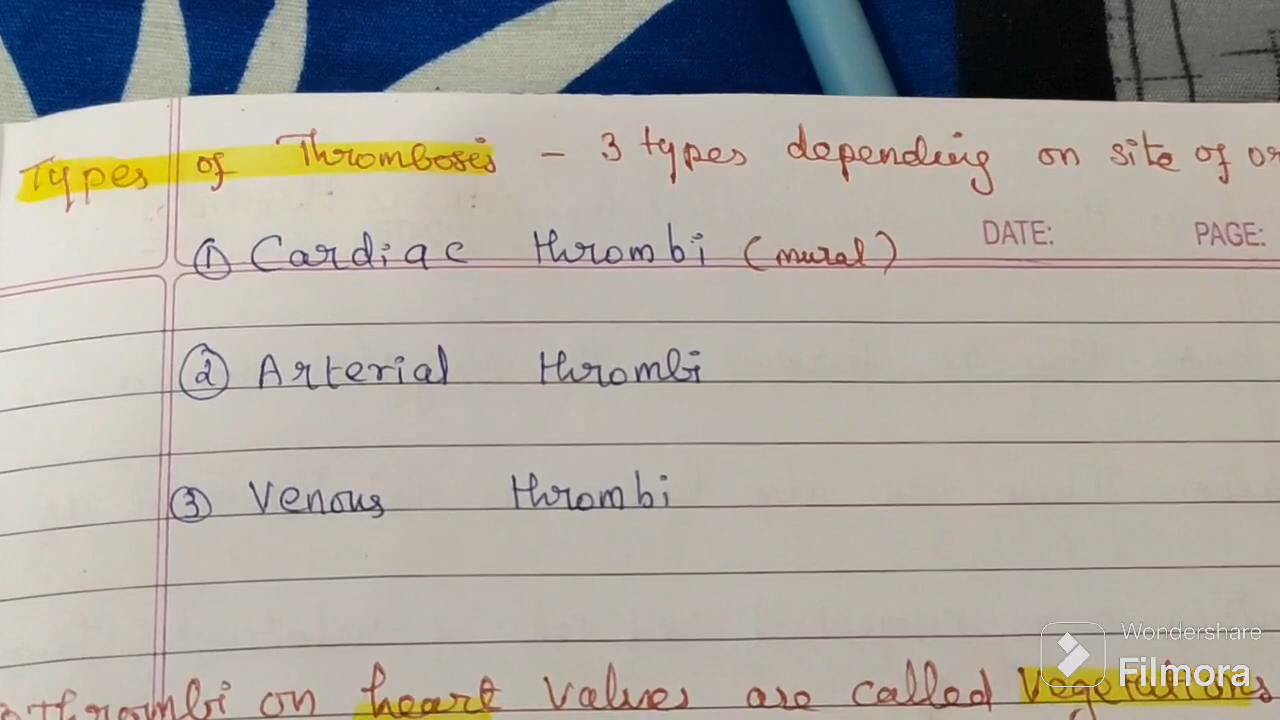 Types of Thrombosis - 3 types depending on site of or
① Cardiac thrombi (mural)
DATE: PAGE:
② Arterial thrombi
③ Venous thrombi
Wondershare
Filmora
thrombi on heart valves are called vegetations